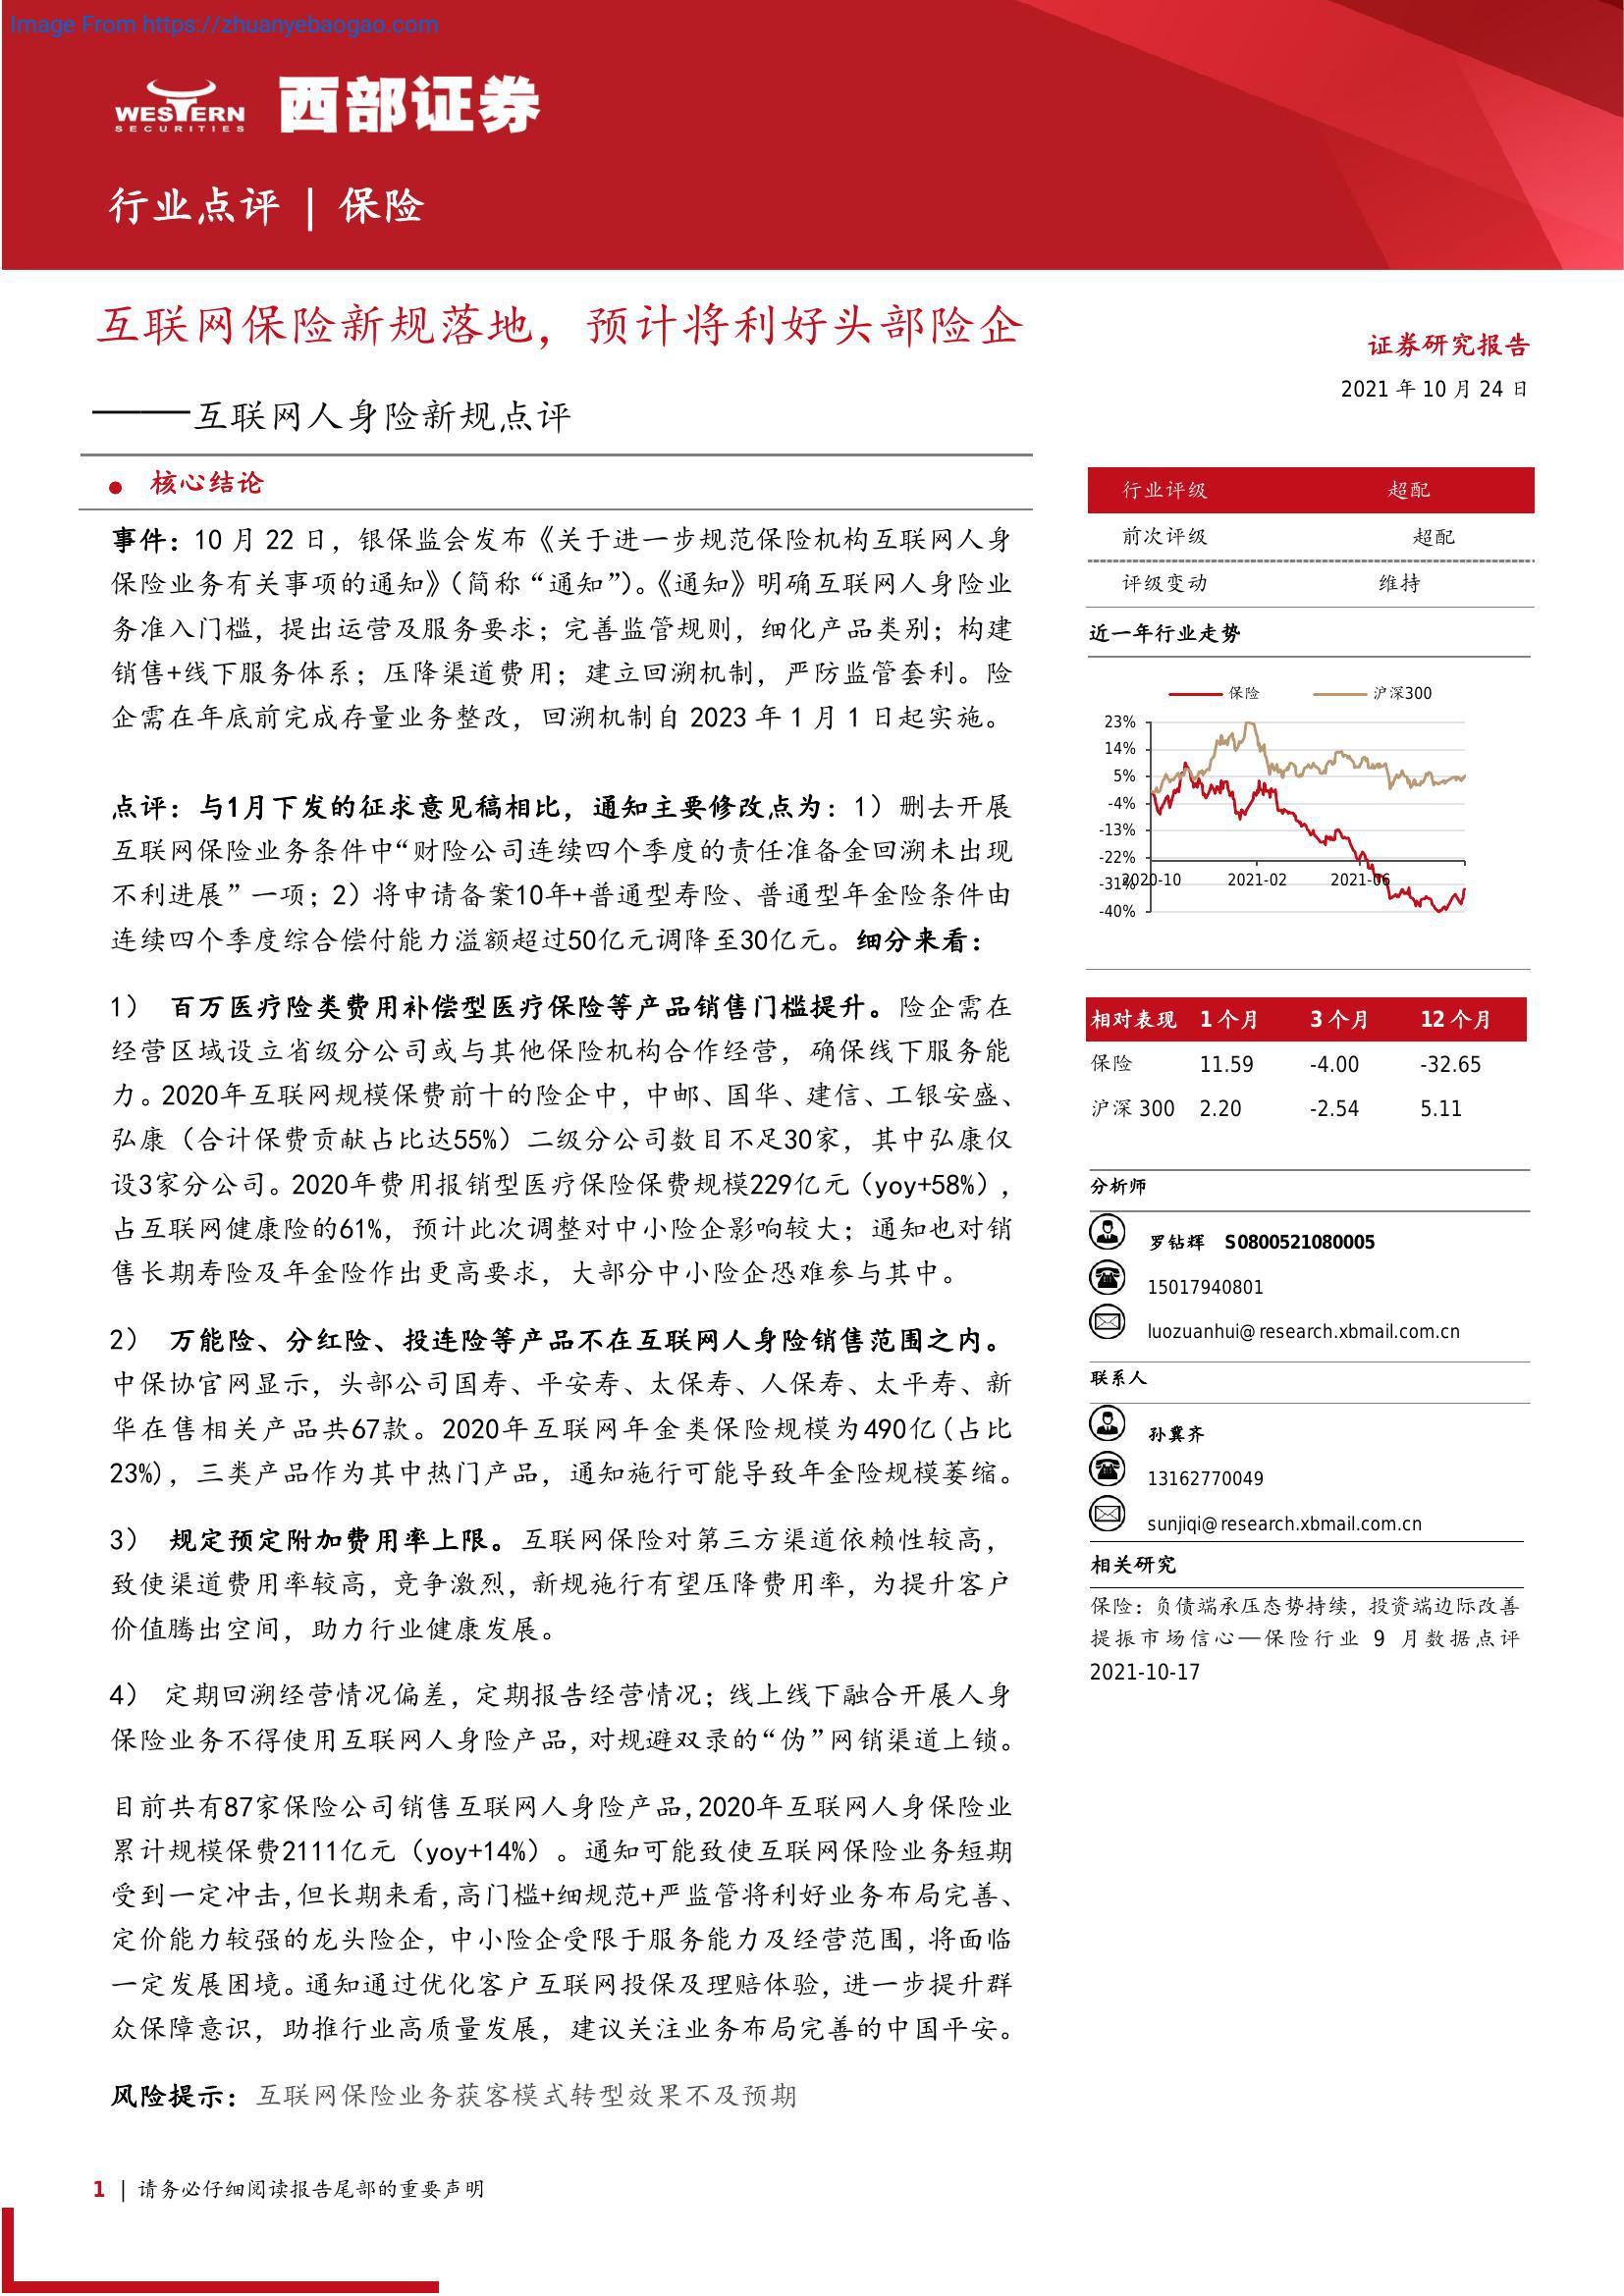 Image From https://zhuanyebaogao.com
WESTERN
SECURITIES
西部证券
行业点评 | 保险
互联网保险新规落地，预计将利好头部险企
——互联网人身险新规点评
● 核心结论
事件：10 月 22 日，银保监会发布《关于进一步规范保险机构互联网人身
保险业务有关事项的通知》（简称“通知”）。《通知》明确互联网人身险业
务准入门槛，提出运营及服务要求；完善监管规则，细化产品类别；构建
销售+线下服务体系；压降渠道费用；建立回溯机制，严防监管套利。险
企需在年底前完成存量业务整改，回溯机制自 2023 年 1 月 1 日起实施。
点评：与1月下发的征求意见稿相比，通知主要修改点为：1）删去开展
互联网保险业务条件中“财险公司连续四个季度的责任准备金回溯未出现
不利进展”一项；2）将申请备案10年+普通型寿险、普通型年金险条件由
连续四个季度综合偿付能力溢额超过50亿元调降至30亿元。细分来看：
1） 百万医疗险类费用补偿型医疗保险等产品销售门槛提升。险企需在
经营区域设立省级分公司或与其他保险机构合作经营，确保线下服务能
力。2020年互联网规模保费前十的险企中，中邮、国华、建信、工银安盛、
弘康（合计保费贡献占比达55%）二级分公司数目不足30家，其中弘康仅
设3家分公司。2020年费用报销型医疗保险保费规模229亿元（yoy+58%），
占互联网健康险的61%，预计此次调整对中小险企影响较大；通知也对销
售长期寿险及年金险作出更高要求，大部分中小险企恐难参与其中。
2） 万能险、分红险、投连险等产品不在互联网人身险销售范围之内。
中保协官网显示，头部公司国寿、平安寿、太保寿、人保寿、太平寿、新
华在售相关产品共67款。2020年互联网年金类保险规模为490亿(占比
23%)，三类产品作为其中热门产品，通知施行可能导致年金险规模萎缩。
3） 规定预定附加费用率上限。互联网保险对第三方渠道依赖性较高，
致使渠道费用率较高，竞争激烈，新规施行有望压降费用率，为提升客户
价值腾出空间，助力行业健康发展。
4） 定期回溯经营情况偏差，定期报告经营情况；线上线下融合开展人身
保险业务不得使用互联网人身险产品，对规避双录的“伪”网销渠道上锁。
目前共有87家保险公司销售互联网人身险产品，2020年互联网人身保险业
累计规模保费2111亿元（yoy+14%）。通知可能致使互联网保险业务短期
受到一定冲击，但长期来看，高门槛+细规范+严监管将利好业务布局完善、
定价能力较强的龙头险企，中小险企受限于服务能力及经营范围，将面临
一定发展困境。通知通过优化客户互联网投保及理赔体验，进一步提升群
众保障意识，助推行业高质量发展，建议关注业务布局完善的中国平安。
风险提示：互联网保险业务获客模式转型效果不及预期
证券研究报告
2021 年 10 月 24 日
行业评级 超配
前次评级 超配
评级变动 维持
近一年行业走势
保险 沪深300
23%
14%
5%
-4%
-13%
-22%
-31%
-40%
2020-10 2021-02 2021-06
相对表现 1 个月 3 个月 12 个月
保险 11.59 -4.00 -32.65
沪深 300 2.20 -2.54 5.11
分析师
罗钻辉 S0800521080005
15017940801
luozuanhui@research.xbmail.com.cn
联系人
孙冀齐
13162770049
sunjiqi@research.xbmail.com.cn
相关研究
保险：负债端承压态势持续，投资端边际改善
提振市场信心—保险行业 9 月数据点评
2021-10-17
1 | 请务必仔细阅读报告尾部的重要声明